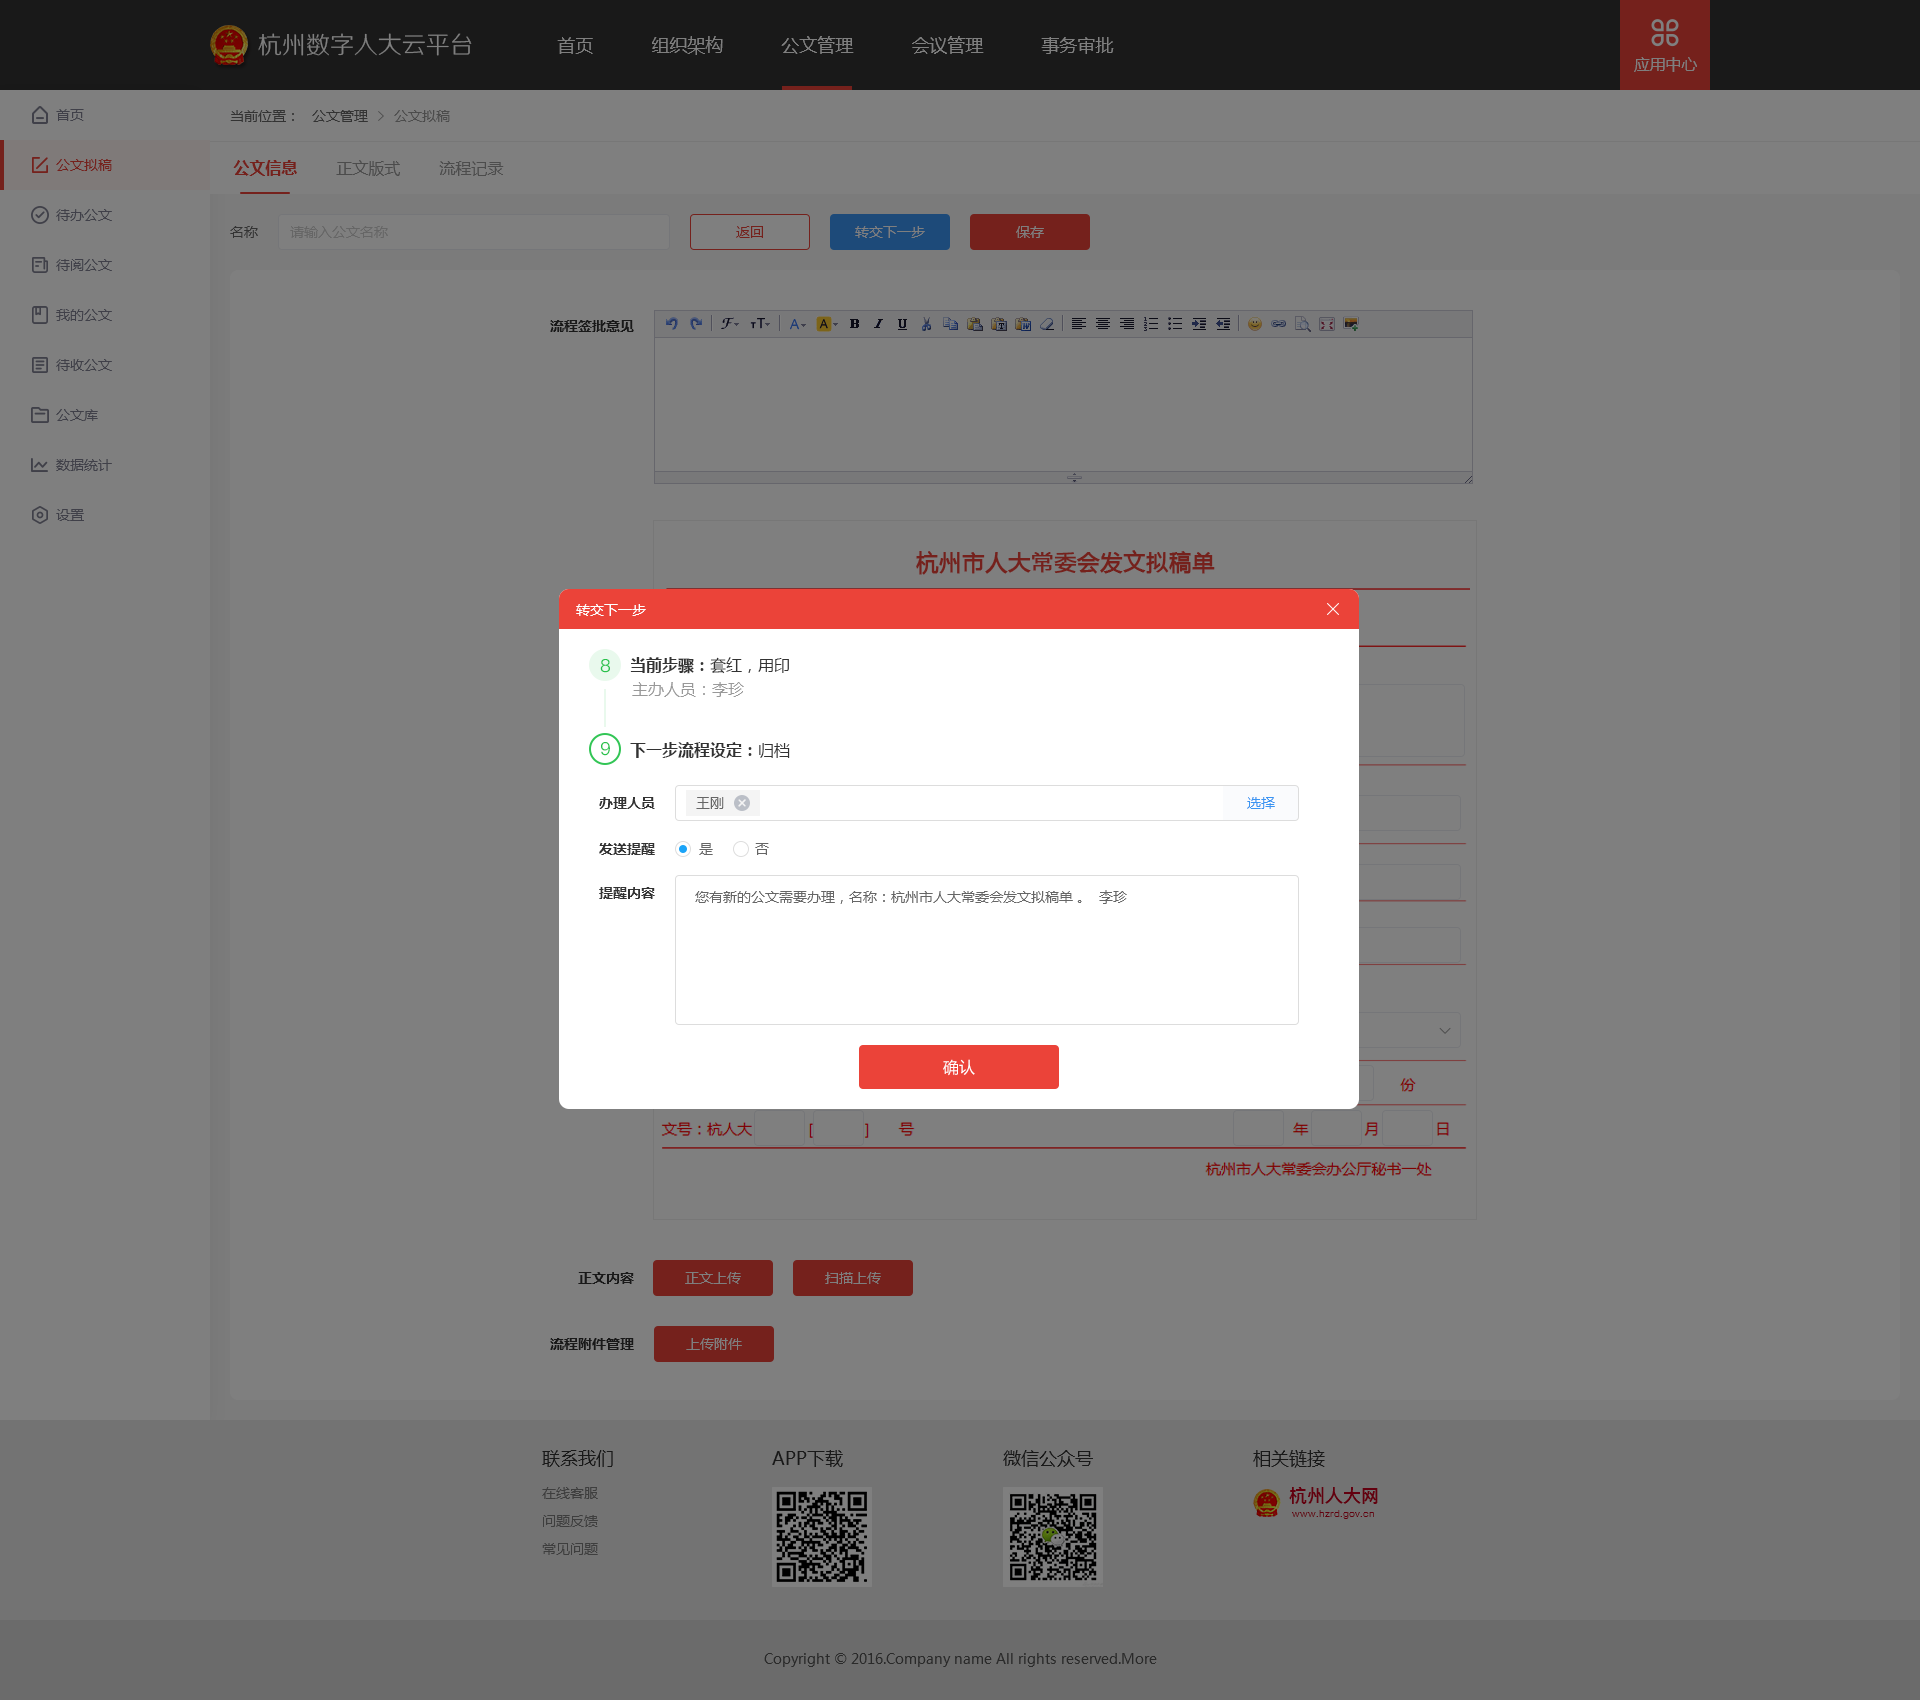 杭州数字人大云平台
首页 组织架构 公文管理 会议管理 事务审批
应用中心
首页
公文拟稿
待办公文
待阅公文
我的公文
待收公文
公文库
数据统计
设置
当前位置： 公文管理 > 公文拟稿
公文信息 正文版式 流程记录
名称 请输入公文名称 返回 转交下一步 保存
流程签批意见
杭州市人大常委会发文拟稿单
转交下一步
8 当前步骤：套红，用印
主办人员：李珍
9 下一步流程设定：归档
办理人员 王刚 选择
发送提醒 是 否
提醒内容 您有新的公文需要办理，名称：杭州市人大常委会发文拟稿单 。 李珍
确认
份
文号：杭人大 [ ] 号 年 月 日
杭州市人大常委会办公厅秘书一处
正文内容 正文上传 扫描上传
流程附件管理 上传附件
联系我们 APP下载 微信公众号 相关链接
在线客服
问题反馈
常见问题
杭州人大网
www.hzrd.gov.cn
Copyright © 2016.Company name All rights reserved.More